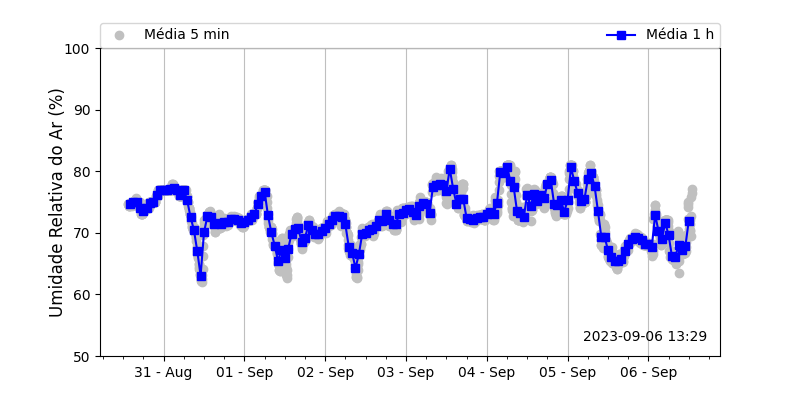 Média 5 min
Média 1 h
Umidade Relativa do Ar (%)
100
90
80
70
60
50
2023-09-06 13:29
31 - Aug
01 - Sep
02 - Sep
03 - Sep
04 - Sep
05 - Sep
06 - Sep